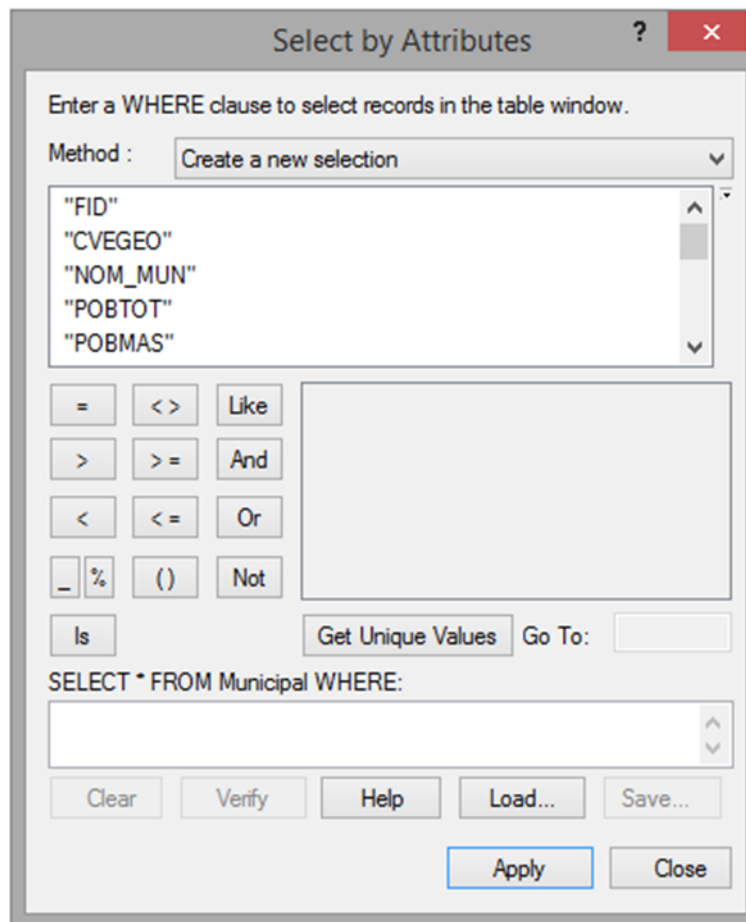 Select by Attributes ? ×
Enter a WHERE clause to select records in the table window.
Method : Create a new selection
"FID"
"CVEGEO"
"NOM_MUN"
"POBTOT"
"POBMAS"
= < > Like
> > = And
< < = Or
_ % ( ) Not
Is Get Unique Values Go To:
SELECT * FROM Municipal WHERE:
Clear Verify Help Load... Save...
Apply Close